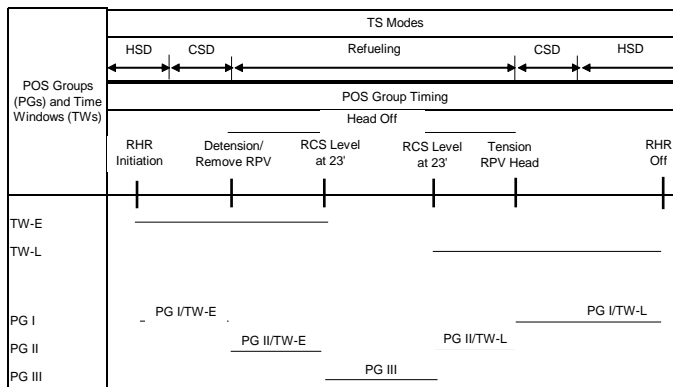 TS Modes
HSD CSD Refueling CSD HSD
POS Groups
(PGs) and Time
Windows (TWs)
POS Group Timing
Head Off
RHR
Initiation
Detension/
Remove RPV
RCS Level
at 23'
RCS Level
at 23'
Tension
RPV Head
RHR
Off
TW-E
TW-L
PG I
PG I/TW-E
PG I/TW-L
PG II
PG II/TW-E
PG II/TW-L
PG III
PG III